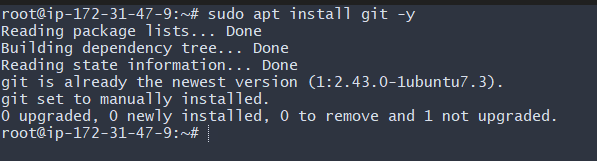 root@ip-172-31-47-9:~# sudo apt install git -y
Reading package lists... Done
Building dependency tree... Done
Reading state information... Done
git is already the newest version (1:2.43.0-1ubuntu7.3).
git set to manually installed.
0 upgraded, 0 newly installed, 0 to remove and 1 not upgraded.
root@ip-172-31-47-9:~#